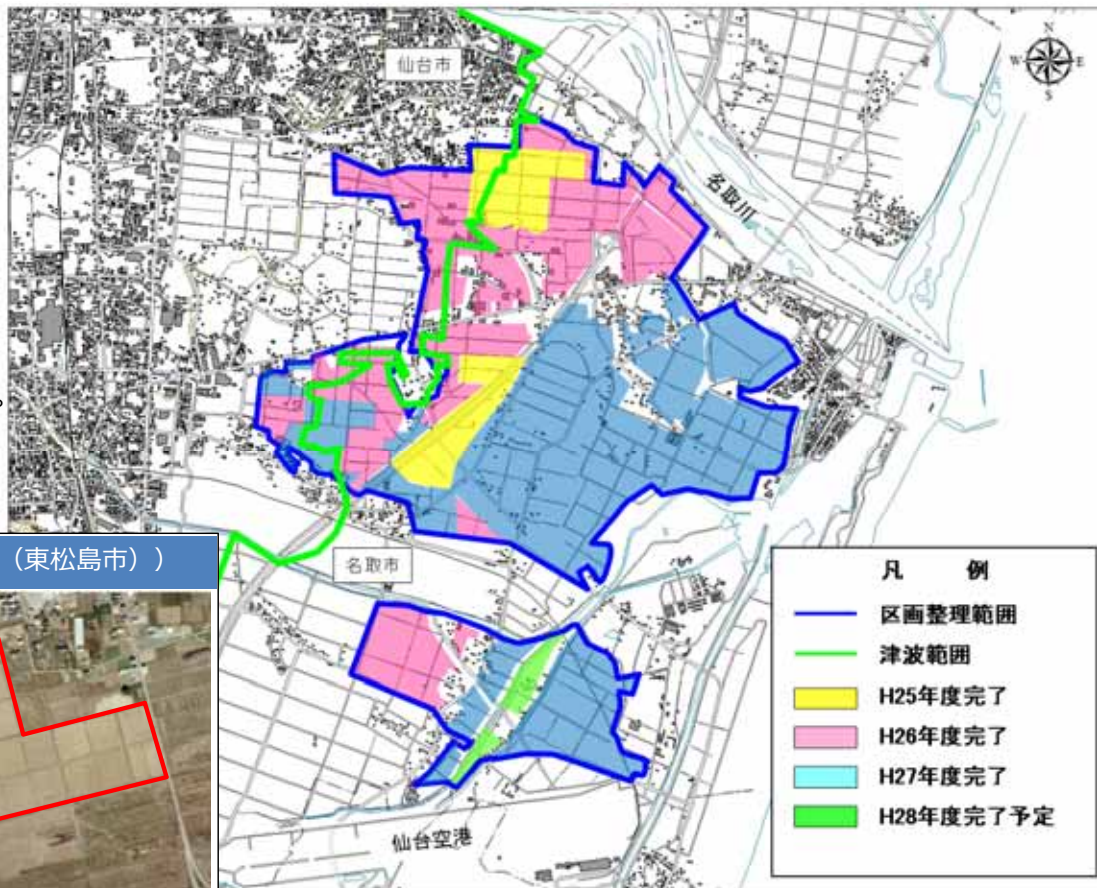 仙台市
N
W
E
S
名取川
。
（東松島市））
名取市
仙台空港
凡 例
区画整理範囲
津波範囲
H25年度完了
H26年度完了
H27年度完了
H28年度完了予定